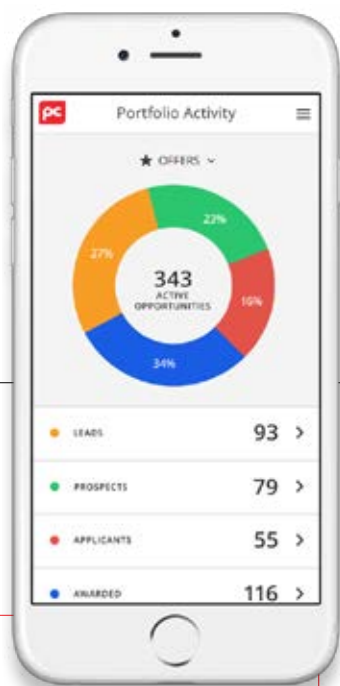 pc
Portfolio Activity
★ OFFERS
23%
27%
343
ACTIVE
OPPORTUNITIES
16%
34%
LEADS 93
PROSPECTS 79
APPLICANTS 55
AWARDED 116